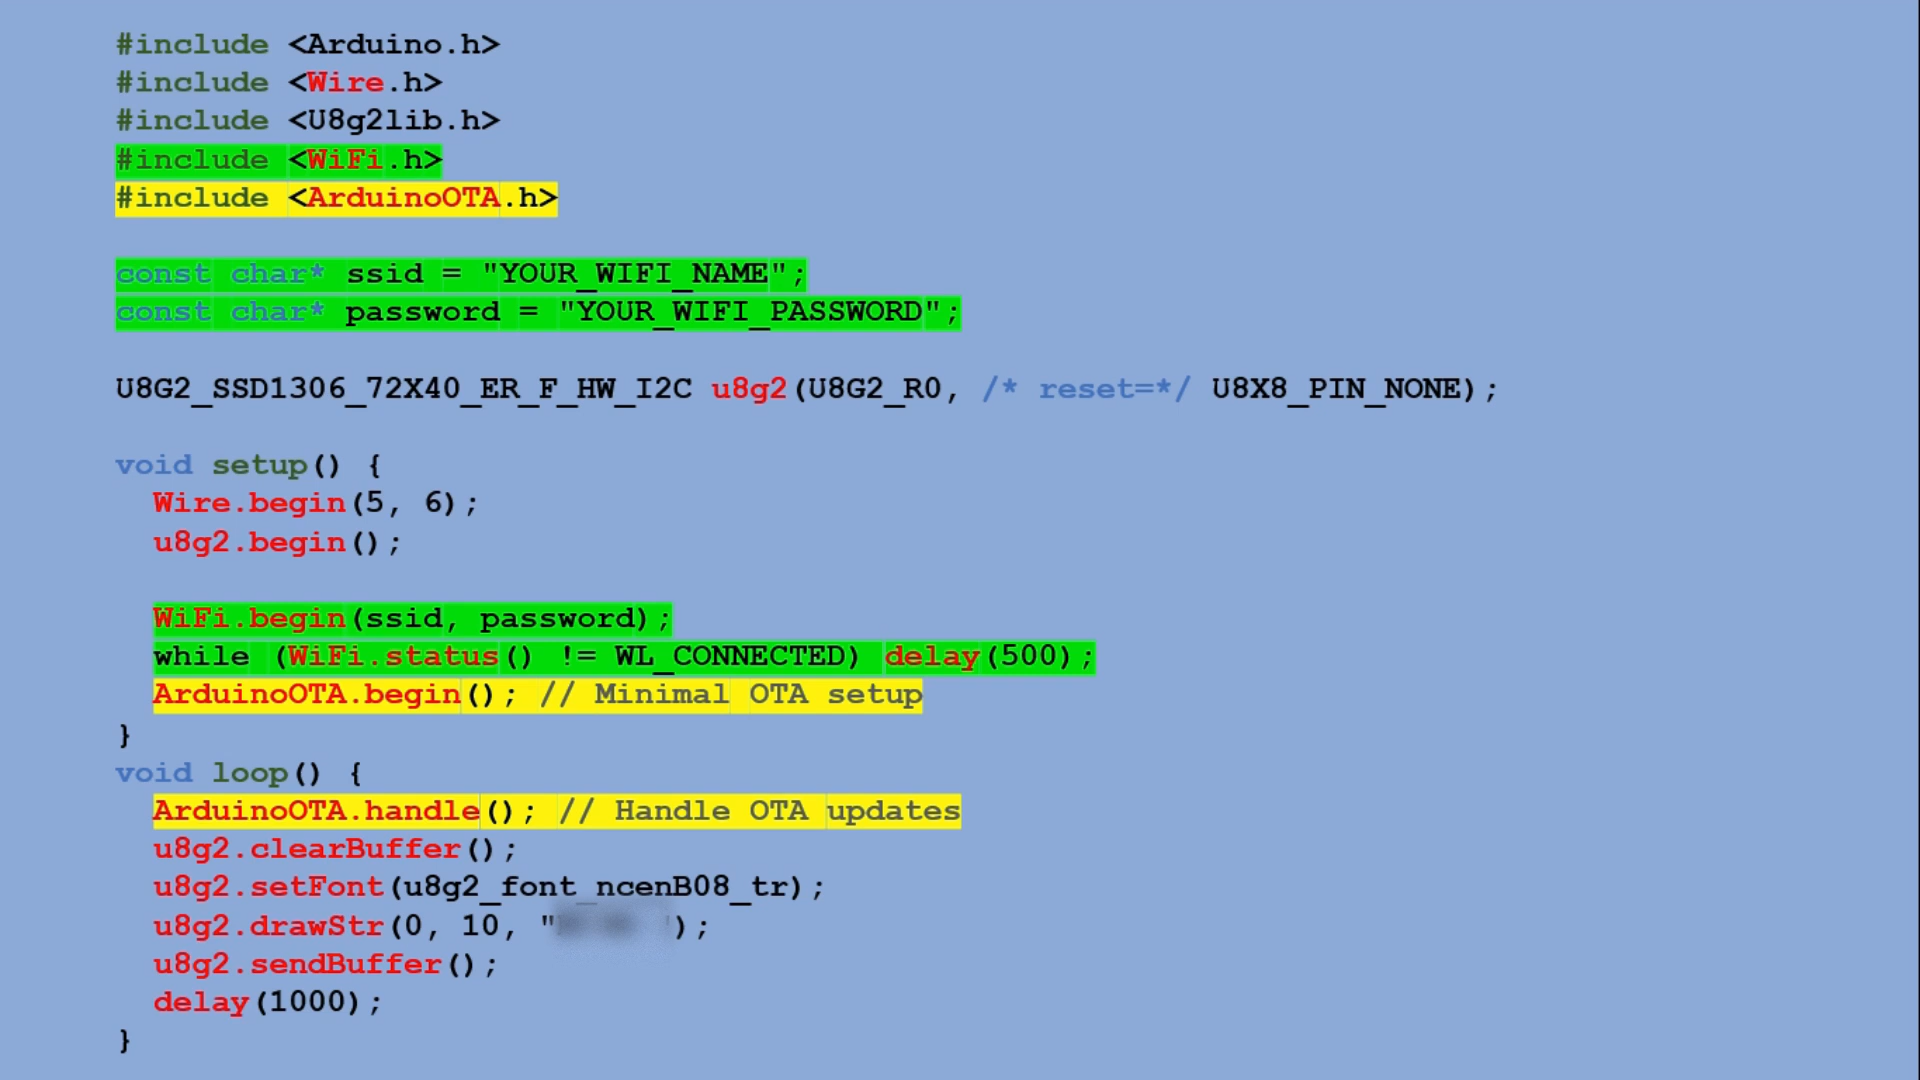 #include <Arduino.h>
#include <Wire.h>
#include <U8g2lib.h>
#include <WiFi.h>
#include <ArduinoOTA.h>
const char* ssid = "YOUR_WIFI_NAME";
const char* password = "YOUR_WIFI_PASSWORD";
U8G2_SSD1306_72X40_ER_F_HW_I2C u8g2(U8G2_R0, /* reset=*/ U8X8_PIN_NONE);
void setup() {
Wire.begin(5, 6);
u8g2.begin();
WiFi.begin(ssid, password);
while (WiFi.status() != WL_CONNECTED) delay(500);
ArduinoOTA.begin(); // Minimal OTA setup
}
void loop() {
ArduinoOTA.handle(); // Handle OTA updates
u8g2.clearBuffer();
u8g2.setFont(u8g2_font_ncenB08_tr);
u8g2.drawStr(0, 10, " ");
u8g2.sendBuffer();
delay(1000);
}